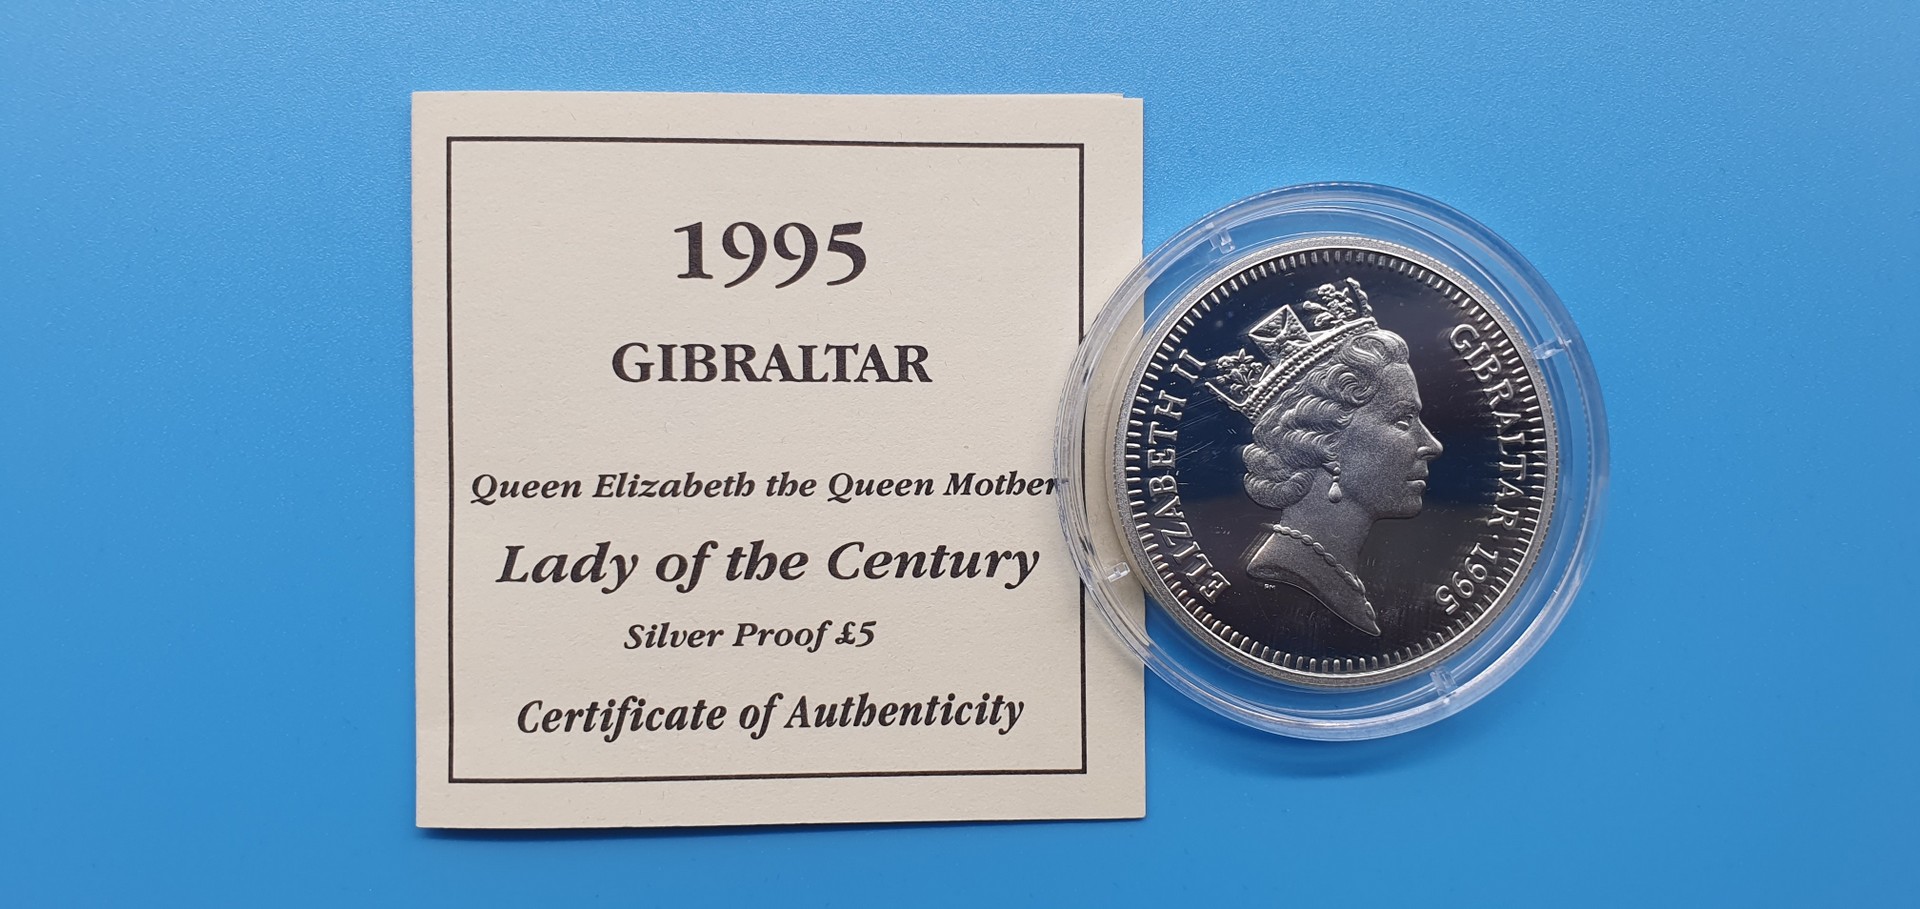 1995
GIBRALTAR
Queen Elizabeth the Queen Mother
Lady of the Century
Silver Proof £5
Certificate of Authenticity
ELIZABETH II
GIBRALTAR · 1995